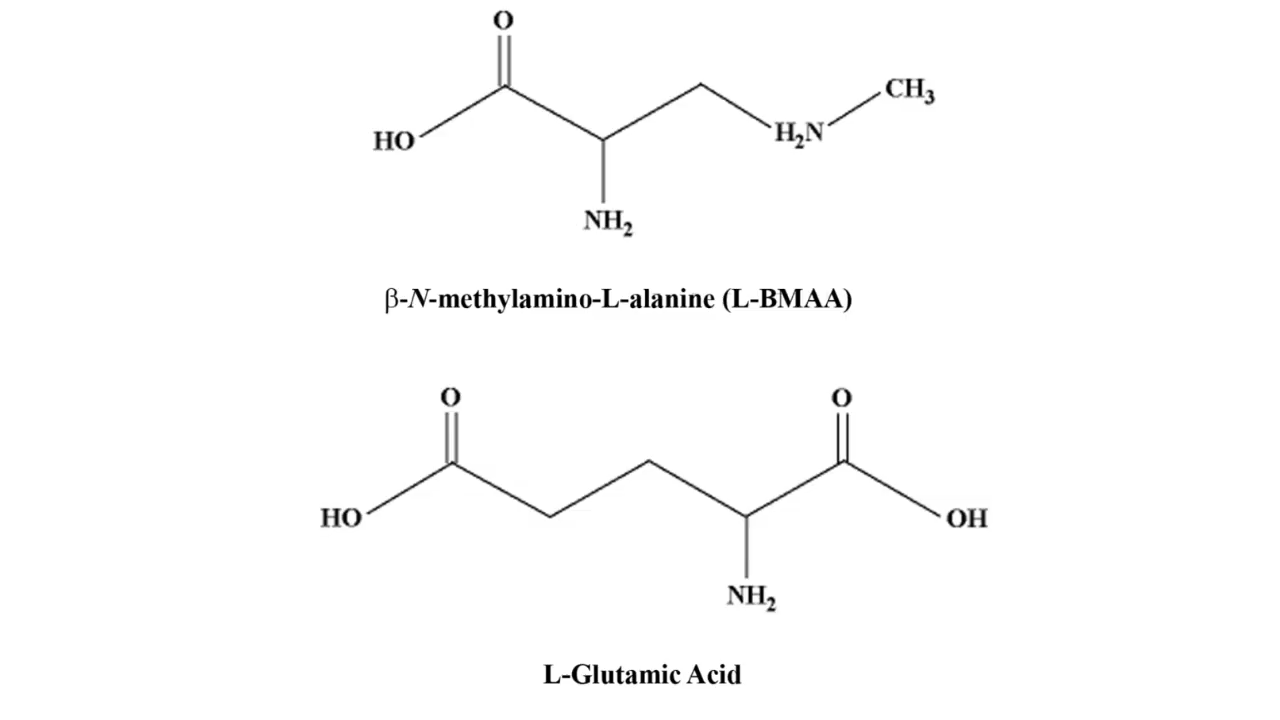 O
CH₃
HO
H₂N
NH₂
β-N-methylamino-L-alanine (L-BMAA)
O O
HO OH
NH₂
L-Glutamic Acid